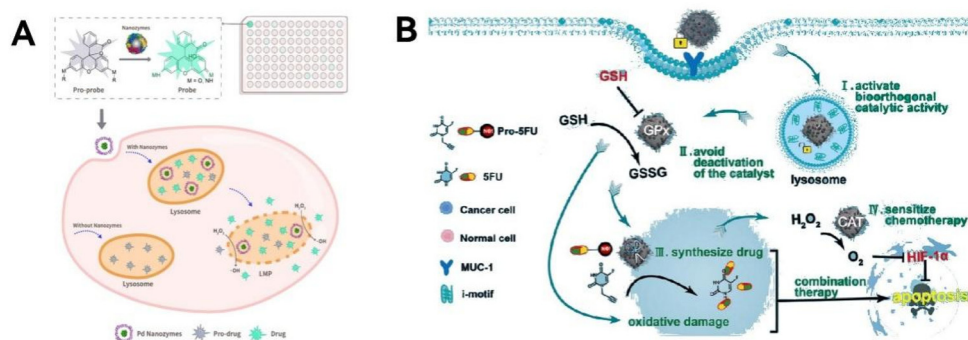 A
Nanozymes
Pro-probe
Probe
M = O, NH
With Nanozymes
Lysosome
Without Nanozymes
Lysosome
H2O2
·OH
H2O2
·OH
LMP
Pd Nanozymes
Pro-drug
Drug
B
GSH
GSH
GPx
GSSG
I. activate
bioorthogonal
catalytic activity
II. avoid
deactivation
of the catalyst
lysosome
Pro-5FU
5FU
Cancer cell
Normal cell
MUC-1
i-motif
III. synthesize drug
oxidative damage
H2O2
CAT
O2
IV. sensitize
chemotherapy
HIF-1α
combination
therapy
apoptosis